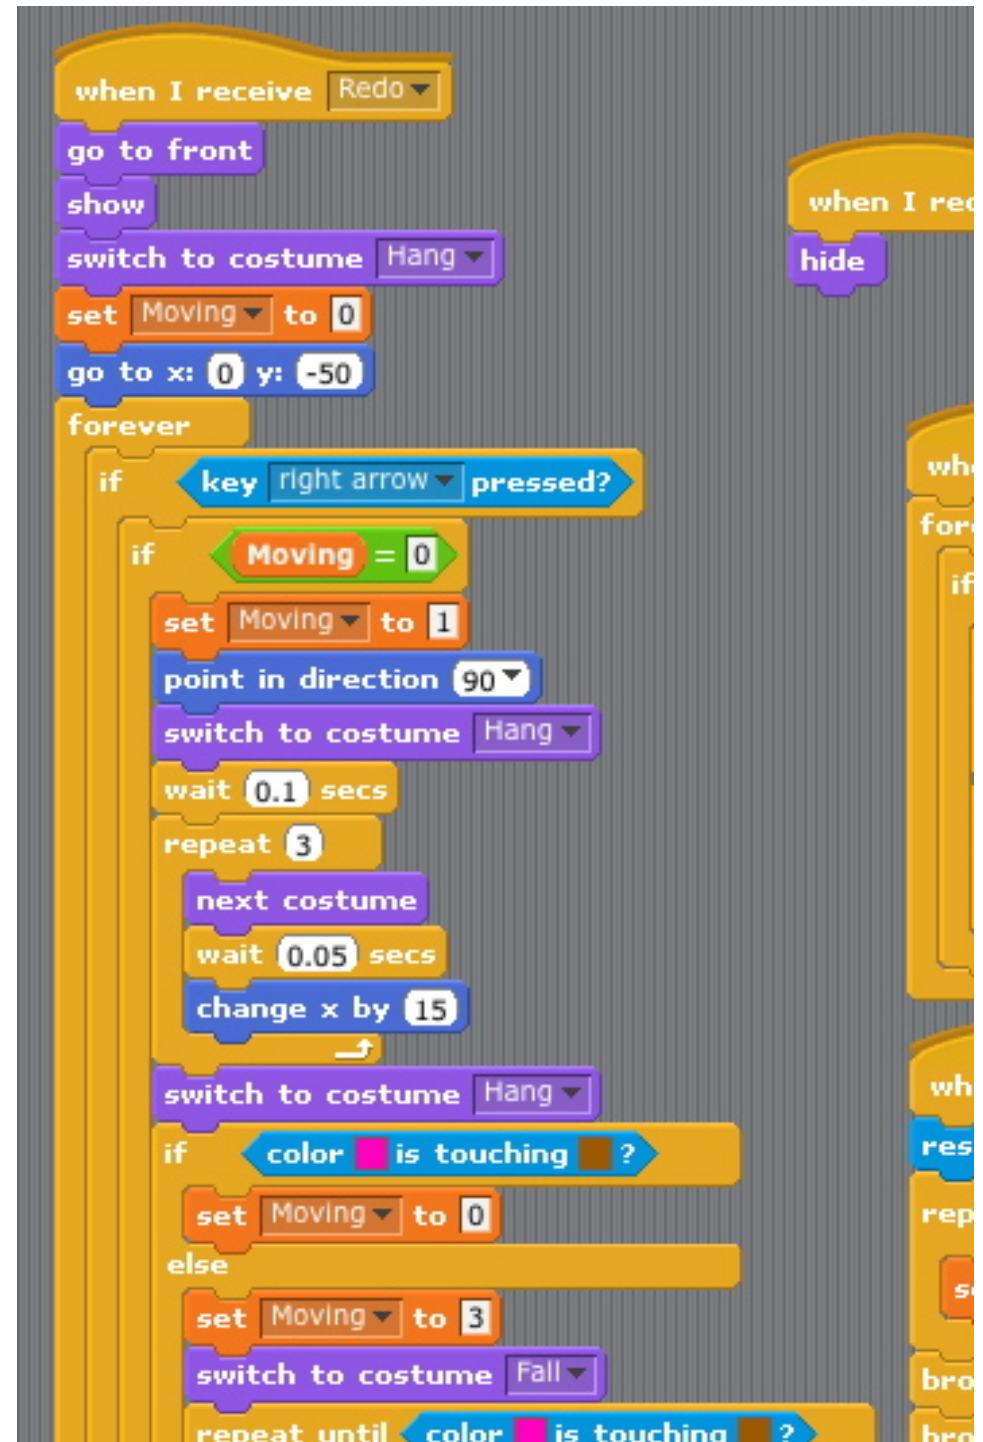 when I receive Redo
go to front
show
switch to costume Hang
set Moving to 0
go to x: 0 y: -50
forever
if key right arrow pressed?
if Moving = 0
set Moving to 1
point in direction 90
switch to costume Hang
wait 0.1 secs
repeat 3
next costume
wait 0.05 secs
change x by 15
switch to costume Hang
if color is touching ?
set Moving to 0
else
set Moving to 3
switch to costume Fall
repeat until color is touching ?
when I
hide
if